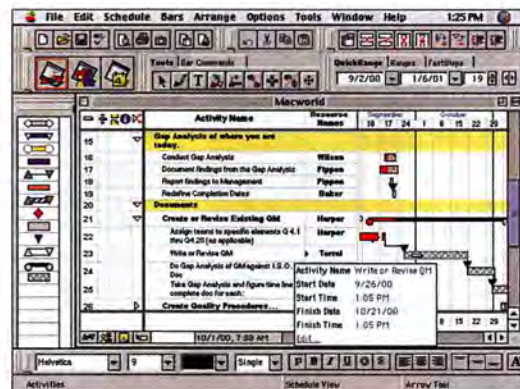 File Edit Schedule Bars Arrange Options Tools Window Help 1:25 PM
Tools Bar Commands
QuickRange Keups FastSteps
9/2/00 1/6/01 19
Macworld
Activity Name Resource Names September October
10 17 24 1 8 15 22 29
15 Gap Analysis of where you are today.
16 Conduct Gap Analysis Wilson
17 Document findings from the Gap Analysis Pippen
18 Report findings to Management Pippen
19 Redefine Completion Dates Baker
20 Documents
21 Create or Revise Existing QM Harper
22 Assign teams to specific elements Q 4.1 thru Q4.20 (as applicable) Harper
23 Write or Revise QM Terrel
24 Do Gap Analysis of QM against I.S.O. Doc
25 Take Gap Analysis and figure time line complete doc for each:
26 Create Quality Procedures...
Activity Name Write or Revise QM
Start Date 9/26/00
Start Time 1:05 PM
Finish Date 10/21/00
Finish Time 1:05 PM
Edit...
8 15 22 29
10/1/00, 7:59 AM
Helvetica 9 Single P B I U O S A
Activities Schedule View Arrow Tool